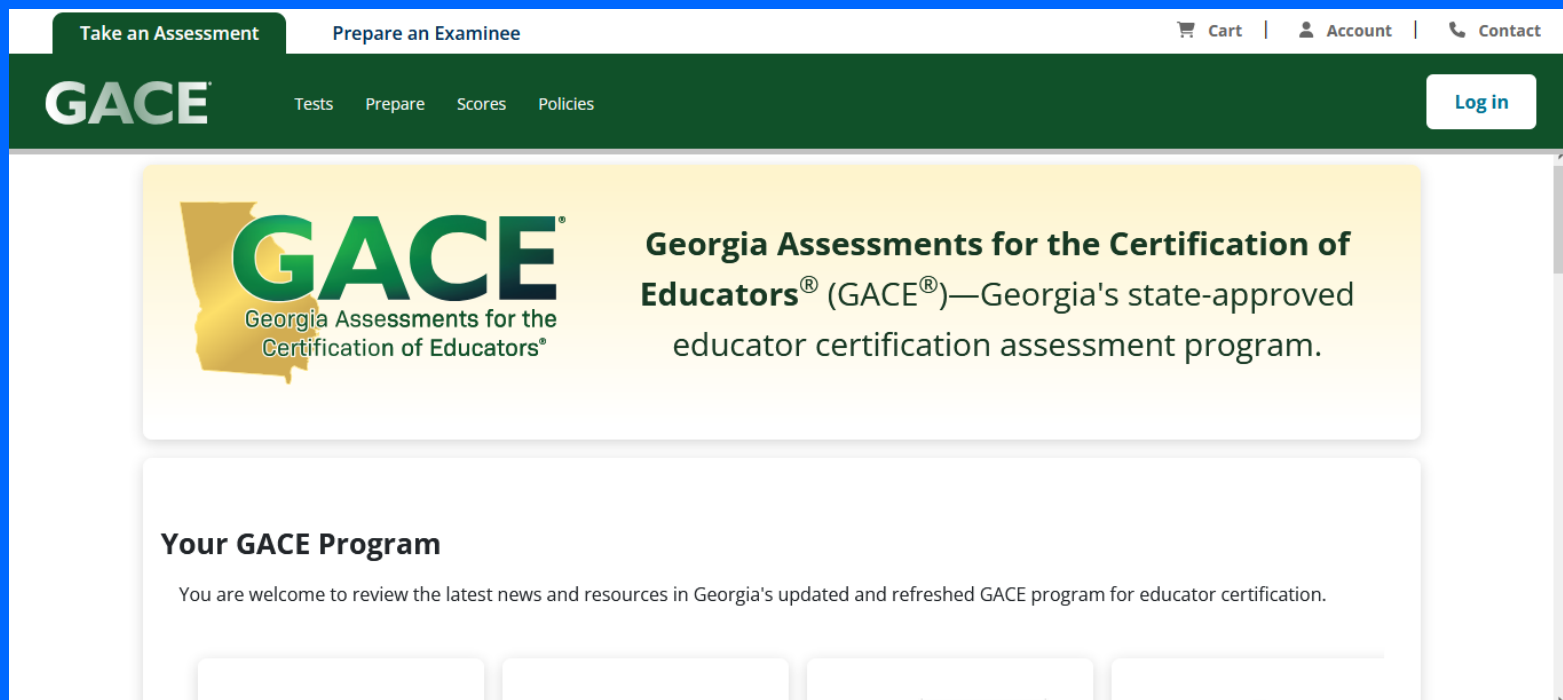 Take an Assessment
Prepare an Examinee
Cart | Account | Contact
GACE
Tests Prepare Scores Policies
Log in
GACE®
Georgia Assessments for the
Certification of Educators®
Georgia Assessments for the Certification of
Educators® (GACE®)—Georgia's state-approved
educator certification assessment program.
Your GACE Program
You are welcome to review the latest news and resources in Georgia's updated and refreshed GACE program for educator certification.